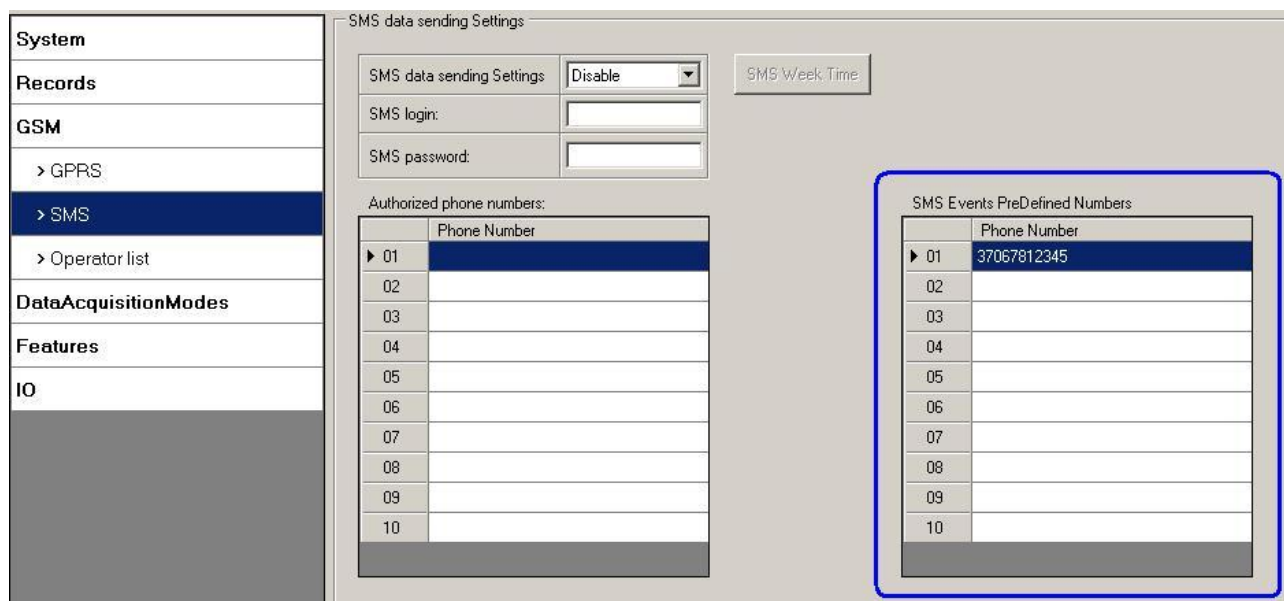 System
Records
GSM
> GPRS
> SMS
> Operator list
DataAcquisitionModes
Features
IO
SMS data sending Settings
SMS data sending Settings Disable SMS Week Time
SMS login:
SMS password:
Authorized phone numbers:
Phone Number
01
02
03
04
05
06
07
08
09
10
SMS Events PreDefined Numbers
Phone Number
01 37067812345
02
03
04
05
06
07
08
09
10